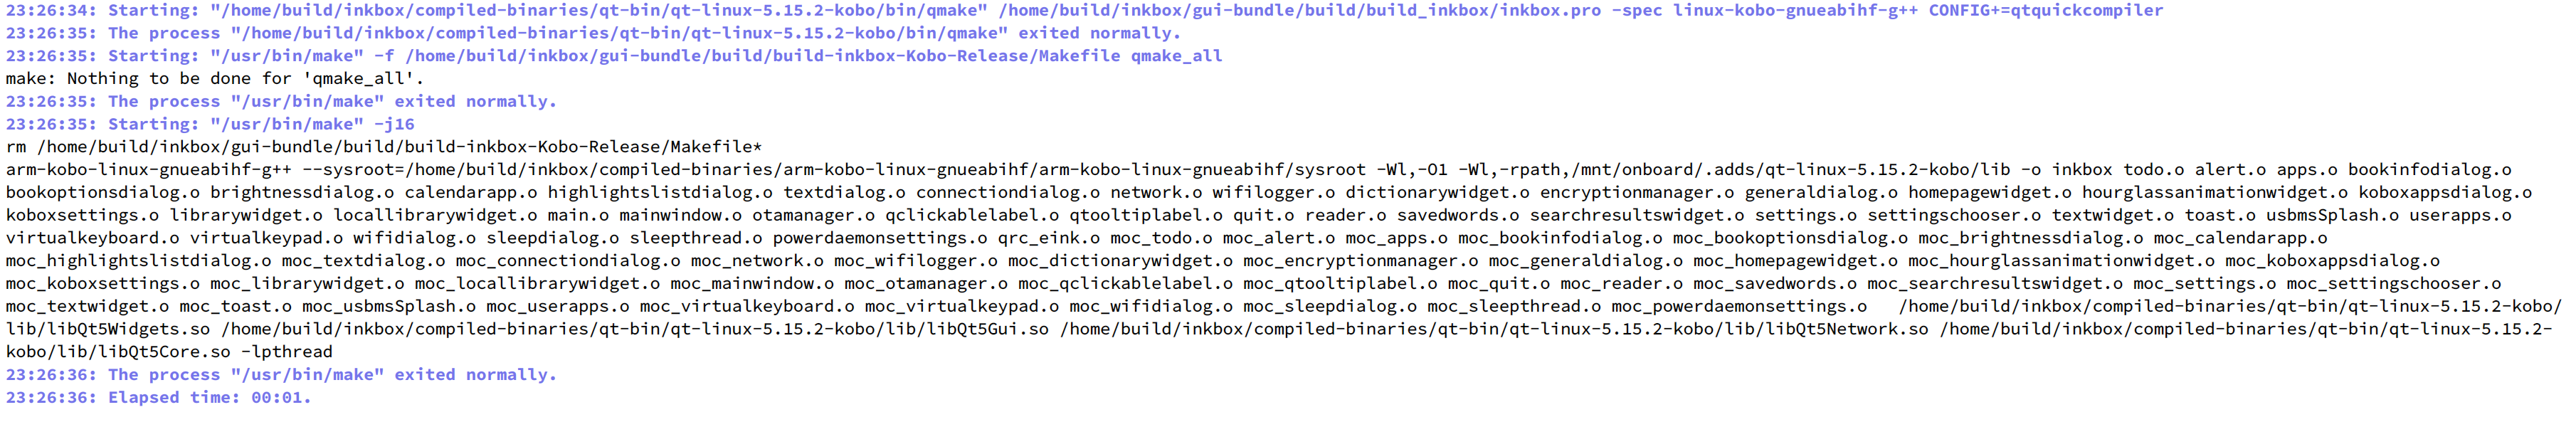 23:26:34: Starting: "/home/build/inkbox/compiled-binaries/qt-bin/qt-linux-5.15.2-kobo/bin/qmake" /home/build/inkbox/gui-bundle/build/build_inkbox/inkbox.pro -spec linux-kobo-gnueabihf-g++ CONFIG+=qtquickcompiler
23:26:35: The process "/home/build/inkbox/compiled-binaries/qt-bin/qt-linux-5.15.2-kobo/bin/qmake" exited normally.
23:26:35: Starting: "/usr/bin/make" -f /home/build/inkbox/gui-bundle/build/build-inkbox-Kobo-Release/Makefile qmake_all
make: Nothing to be done for 'qmake_all'.
23:26:35: The process "/usr/bin/make" exited normally.
23:26:35: Starting: "/usr/bin/make" -j16
rm /home/build/inkbox/gui-bundle/build/build-inkbox-Kobo-Release/Makefile*
arm-kobo-linux-gnueabihf-g++ --sysroot=/home/build/inkbox/compiled-binaries/arm-kobo-linux-gnueabihf/arm-kobo-linux-gnueabihf/sysroot -Wl,-O1 -Wl,-rpath,/mnt/onboard/.adds/qt-linux-5.15.2-kobo/lib -o inkbox todo.o alert.o apps.o bookinfodialog.o
bookoptionsdialog.o brightnessdialog.o calendarapp.o highlightslistdialog.o textdialog.o connectiondialog.o network.o wifilogger.o dictionarywidget.o encryptionmanager.o generaldialog.o homepagewidget.o hourglassanimationwidget.o koboxappsdialog.o
koboxsettings.o librarywidget.o locallibrarywidget.o main.o mainwindow.o otamanager.o qclickablelabel.o qtooltiplabel.o quit.o reader.o savedwords.o searchresultswidget.o settings.o settingschooser.o textwidget.o toast.o usbmsSplash.o userapps.o
virtualkeyboard.o virtualkeypad.o wifidialog.o sleepdialog.o sleepthread.o powerdaemonsettings.o qrc_eink.o moc_todo.o moc_alert.o moc_apps.o moc_bookinfodialog.o moc_bookoptionsdialog.o moc_brightnessdialog.o moc_calendarapp.o
moc_highlightslistdialog.o moc_textdialog.o moc_connectiondialog.o moc_network.o moc_wifilogger.o moc_dictionarywidget.o moc_encryptionmanager.o moc_generaldialog.o moc_homepagewidget.o moc_hourglassanimationwidget.o moc_koboxappsdialog.o
moc_koboxsettings.o moc_librarywidget.o moc_locallibrarywidget.o moc_mainwindow.o moc_otamanager.o moc_qclickablelabel.o moc_qtooltiplabel.o moc_quit.o moc_reader.o moc_savedwords.o moc_searchresultswidget.o moc_settings.o moc_settingschooser.o
moc_textwidget.o moc_toast.o moc_usbmsSplash.o moc_userapps.o moc_virtualkeyboard.o moc_virtualkeypad.o moc_wifidialog.o moc_sleepdialog.o moc_sleepthread.o moc_powerdaemonsettings.o   /home/build/inkbox/compiled-binaries/qt-bin/qt-linux-5.15.2-kobo/
lib/libQt5Widgets.so /home/build/inkbox/compiled-binaries/qt-bin/qt-linux-5.15.2-kobo/lib/libQt5Gui.so /home/build/inkbox/compiled-binaries/qt-bin/qt-linux-5.15.2-kobo/lib/libQt5Network.so /home/build/inkbox/compiled-binaries/qt-bin/qt-linux-5.15.2-
kobo/lib/libQt5Core.so -lpthread
23:26:36: The process "/usr/bin/make" exited normally.
23:26:36: Elapsed time: 00:01.